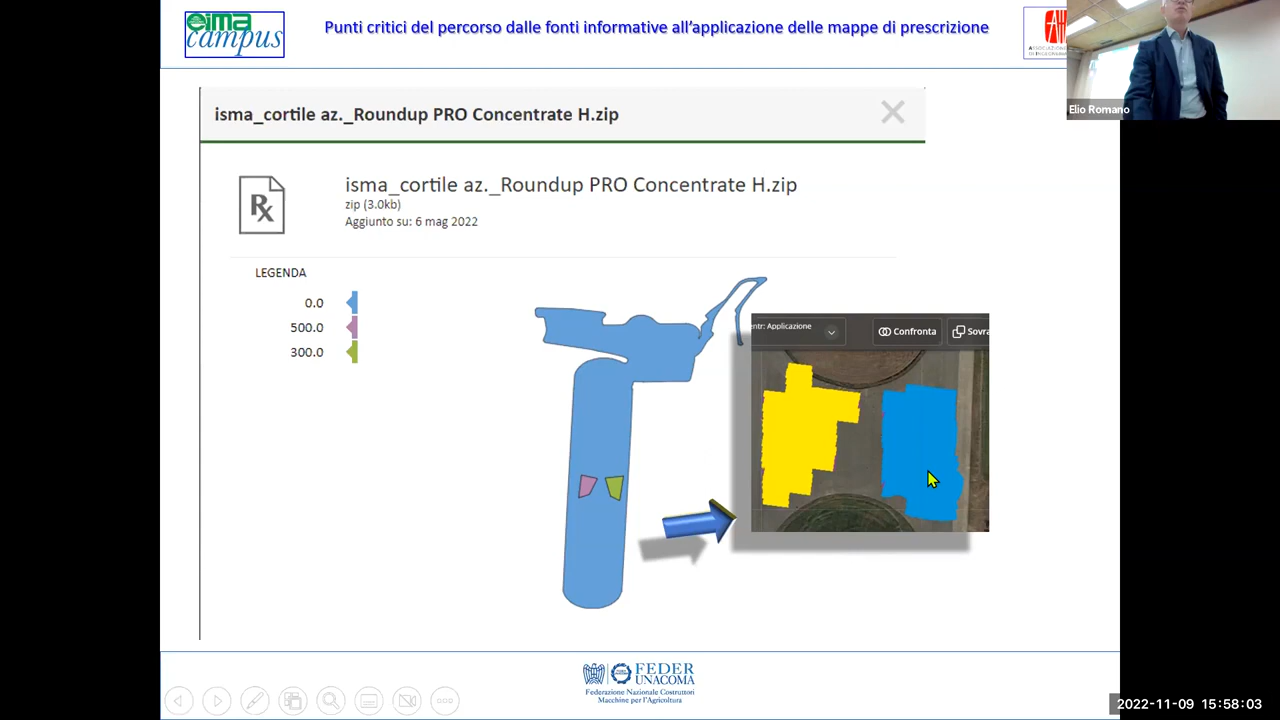 eima
campus
Punti critici del percorso dalle fonti informative all'applicazione delle mappe di prescrizione
Elio Romano
isma_cortile az._Roundup PRO Concentrate H.zip
Rx
isma_cortile az._Roundup PRO Concentrate H.zip
zip (3.0kb)
Aggiunto su: 6 mag 2022
LEGENDA
0.0
500.0
300.0
entr: Applicazione
Confronta
Sovra
FEDER
UNACOMA
Federazione Nazionale Costruttori
Macchine per l'Agricoltura
2022-11-09 15:58:03